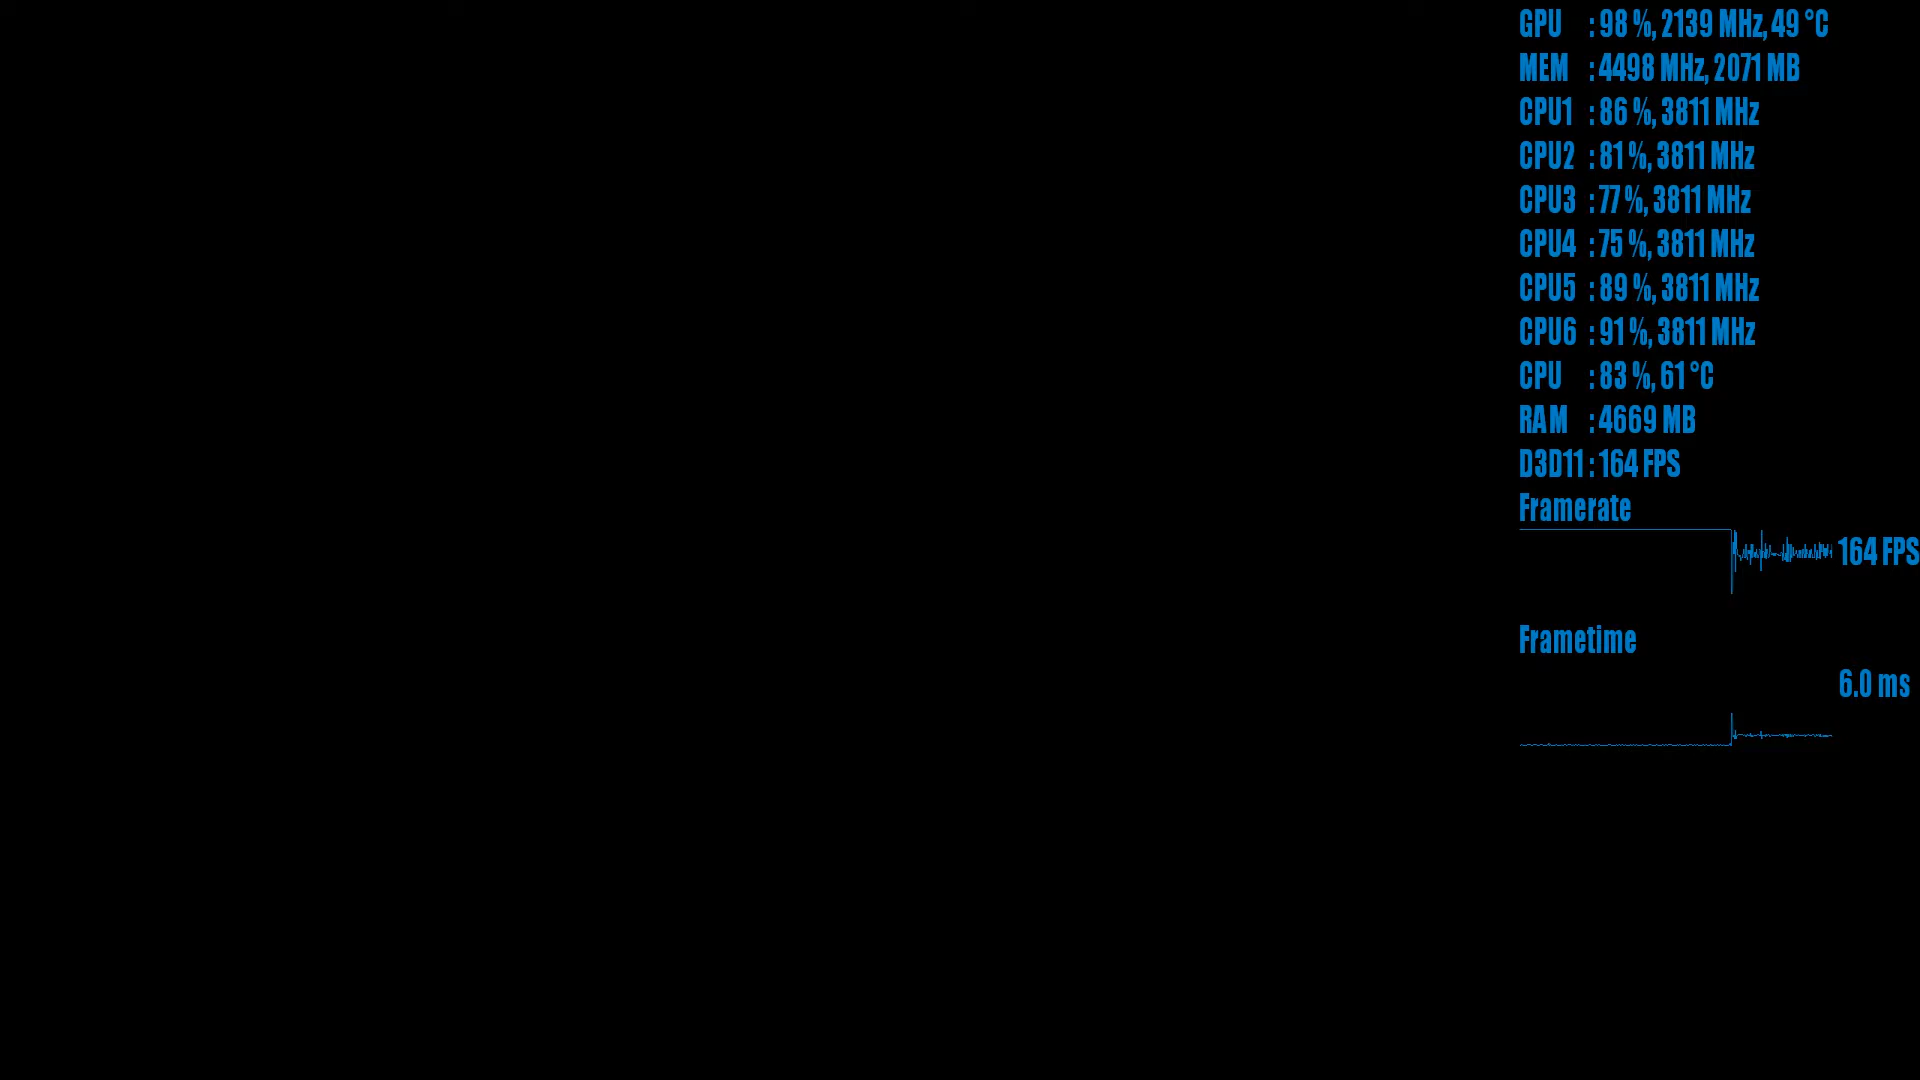 GPU : 98 %, 2139 MHz, 49 °C
MEM : 4498 MHz, 2071 MB
CPU1 : 86 %, 3811 MHz
CPU2 : 81 %, 3811 MHz
CPU3 : 77 %, 3811 MHz
CPU4 : 75 %, 3811 MHz
CPU5 : 89 %, 3811 MHz
CPU6 : 91 %, 3811 MHz
CPU : 83 %, 61 °C
RAM : 4669 MB
D3D11 : 164 FPS
Framerate
164 FPS
Frametime
6.0 ms